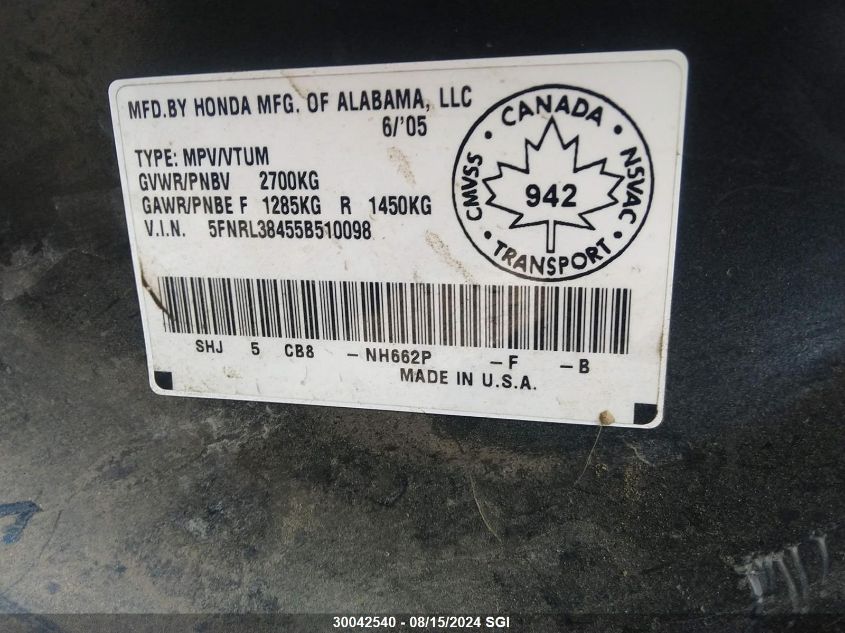 MFD.BY HONDA MFG. OF ALABAMA, LLC
6/'05
TYPE: MPV/VTUM
GVWR/PNBV 2700KG
GAWR/PNBE F 1285KG R 1450KG
V.I.N. 5FNRL38455B510098
CANADA
CMVSS
942
NSVAC
TRANSPORT
SHJ 5 CB8 -NH662P -F -B
MADE IN U.S.A.
30042540 - 08/15/2024 SGI